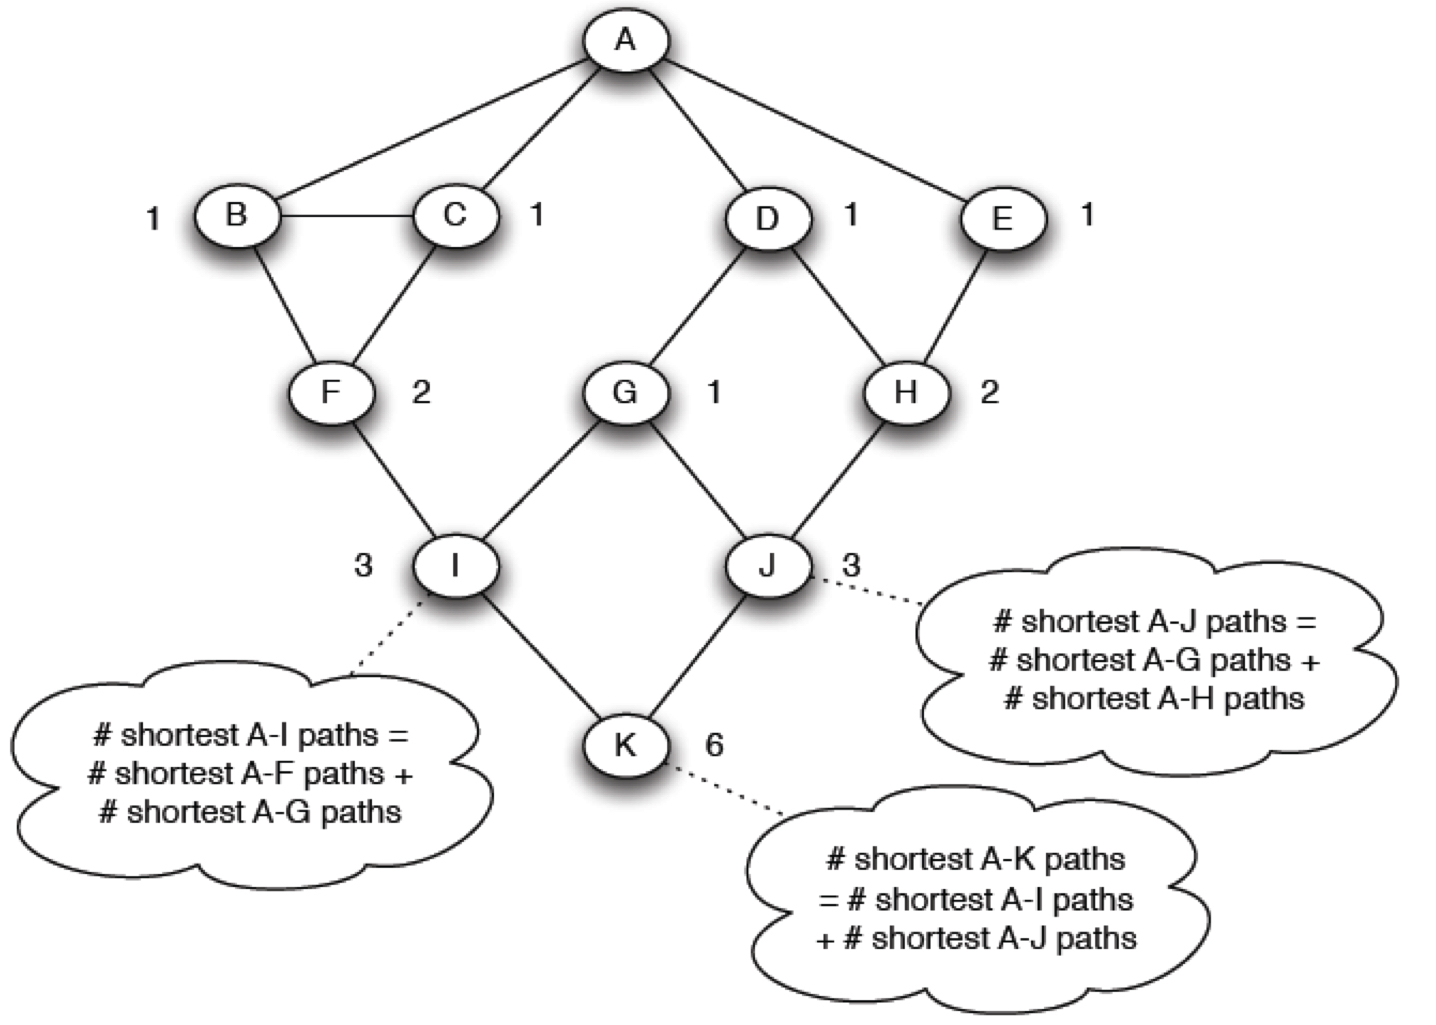 A
1 B C 1 D 1 E 1
F 2 G 1 H 2
3 I J 3
# shortest A-J paths =
# shortest A-G paths +
# shortest A-H paths
# shortest A-I paths =
# shortest A-F paths +
# shortest A-G paths
K 6
# shortest A-K paths
= # shortest A-I paths
+ # shortest A-J paths